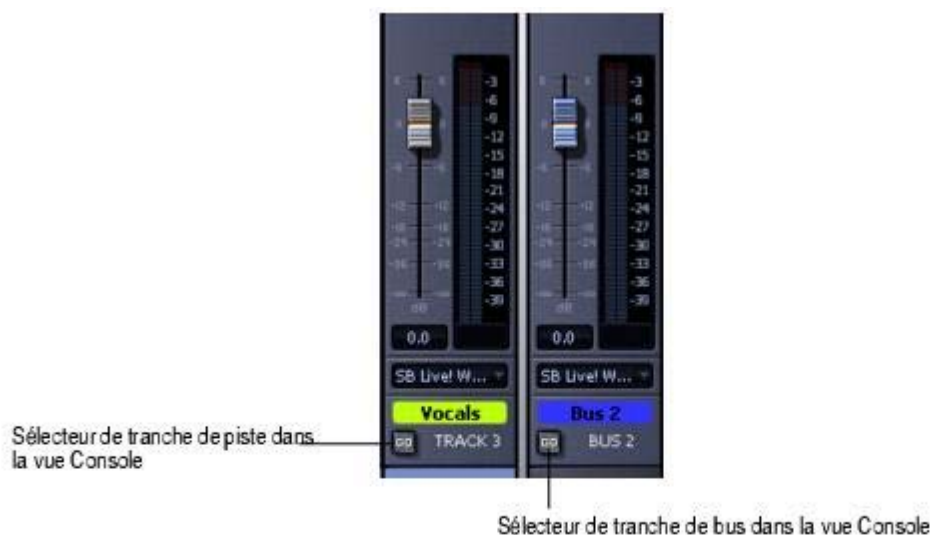 -3
-6
-9
-12
-15
-18
-21
-24
-27
-30
-33
-36
-39
dB
0.0
SB Live! W...
Vocals
TRACK 3
-3
-6
-9
-12
-15
-18
-21
-24
-27
-30
-33
-36
-39
dB
0.0
SB Live! W...
Bus 2
BUS 2
Sélecteur de tranche de piste dans
la vue Console
Sélecteur de tranche de bus dans la vue Console